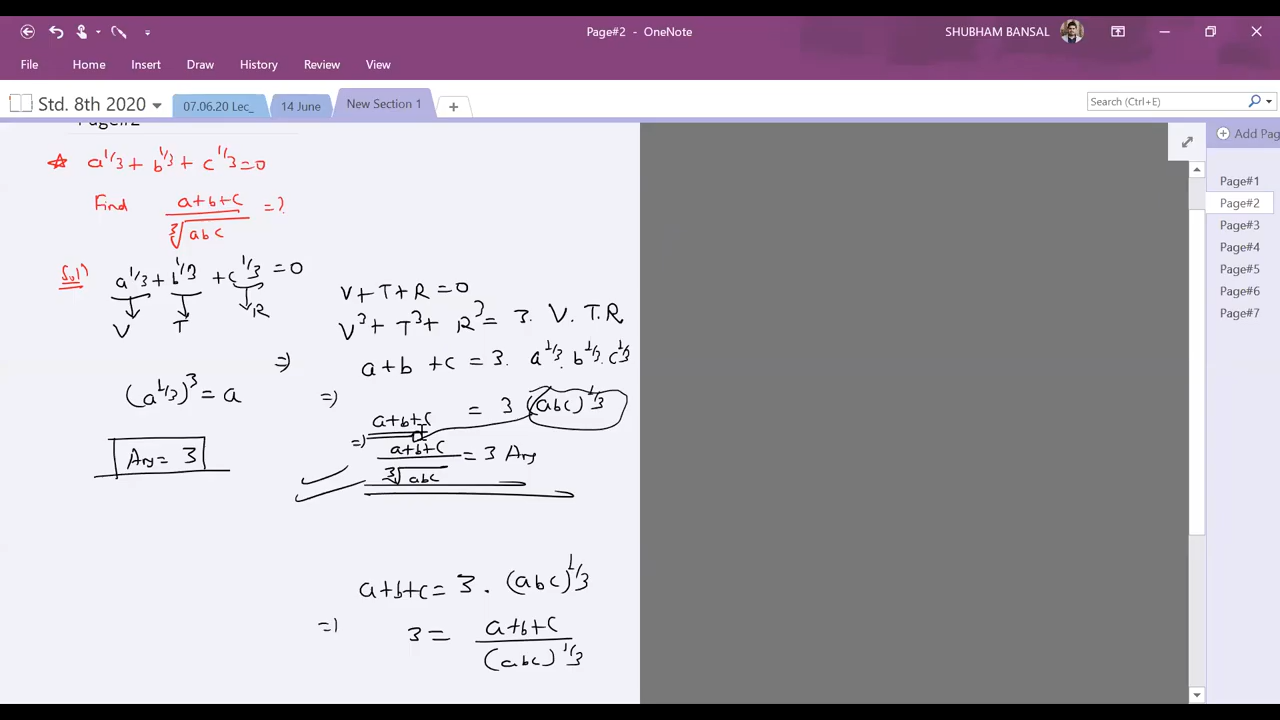 Page#2 - OneNote
SHUBHAM BANSAL
File Home Insert Draw History Review View
Std. 8th 2020
07.06.20 Lec_
14 June
New Section 1
Search (Ctrl+E)
Add Pag
Page#1
Page#2
Page#3
Page#4
Page#5
Page#6
Page#7
Page#2
☆ a^1/3 + b^1/3 + c^1/3 = 0
Find (a+b+c)/∛(abc) = ?
Sol)
a^1/3 + b^1/3 + c^1/3 = 0
V T R
(a^1/3)^3 = a
Ans = 3
V + T + R = 0
V^3 + T^3 + R^3 = 3. V. T. R
=) a+b +c = 3. a^1/3. b^1/3. c^1/3
=) a+b+c = 3 (abc)^1/3
=) (a+b+c)/∛(abc) = 3 Ans
a+b+c = 3 . (abc)^1/3
=) 3 = (a+b+c)/(abc)^1/3